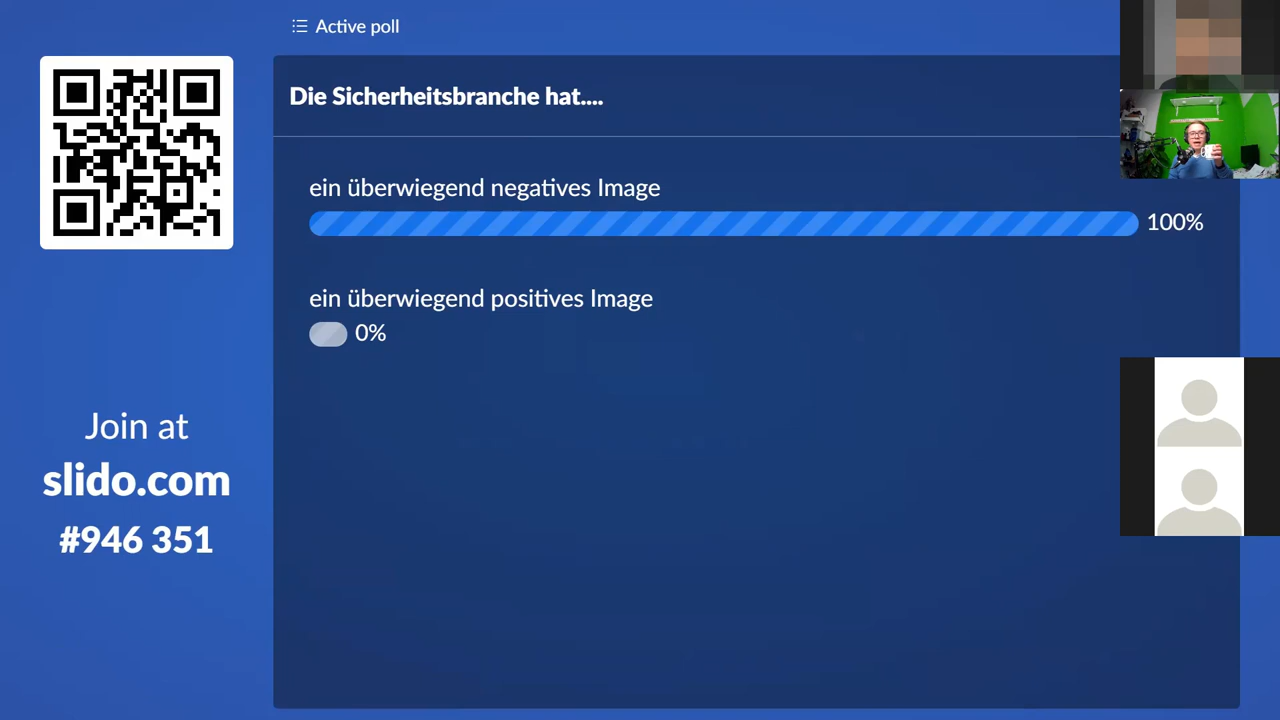 Active poll
Die Sicherheitsbranche hat....
ein überwiegend negatives Image
100%
ein überwiegend positives Image
0%
Join at
slido.com
#946 351